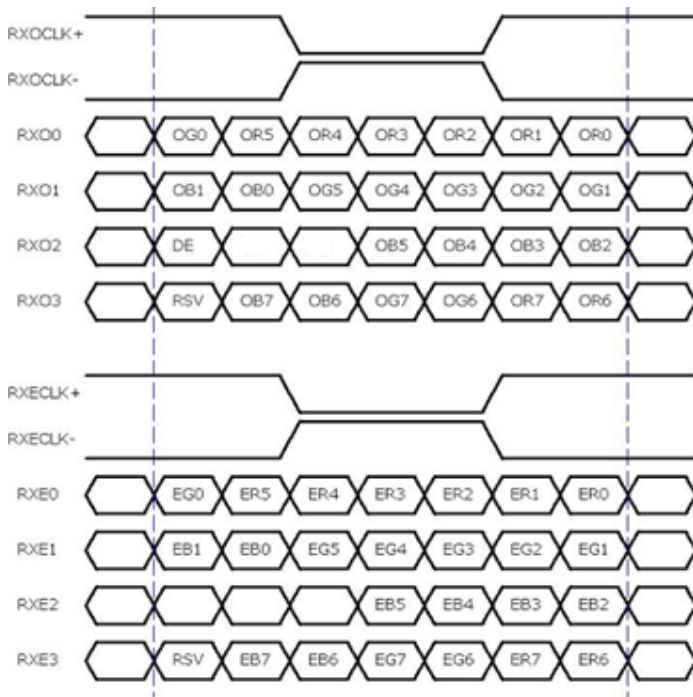 RXOCLK+
RXOCLK-
RXO0 OG0 OR5 OR4 OR3 OR2 OR1 OR0
RXO1 OB1 OB0 OG5 OG4 OG3 OG2 OG1
RXO2 DE OB5 OB4 OB3 OB2
RXO3 RSV OB7 OB6 OG7 OG6 OR7 OR6
RXECLK+
RXECLK-
RXE0 EG0 ER5 ER4 ER3 ER2 ER1 ER0
RXE1 EB1 EB0 EG5 EG4 EG3 EG2 EG1
RXE2 EB5 EB4 EB3 EB2
RXE3 RSV EB7 EB6 EG7 EG6 ER7 ER6